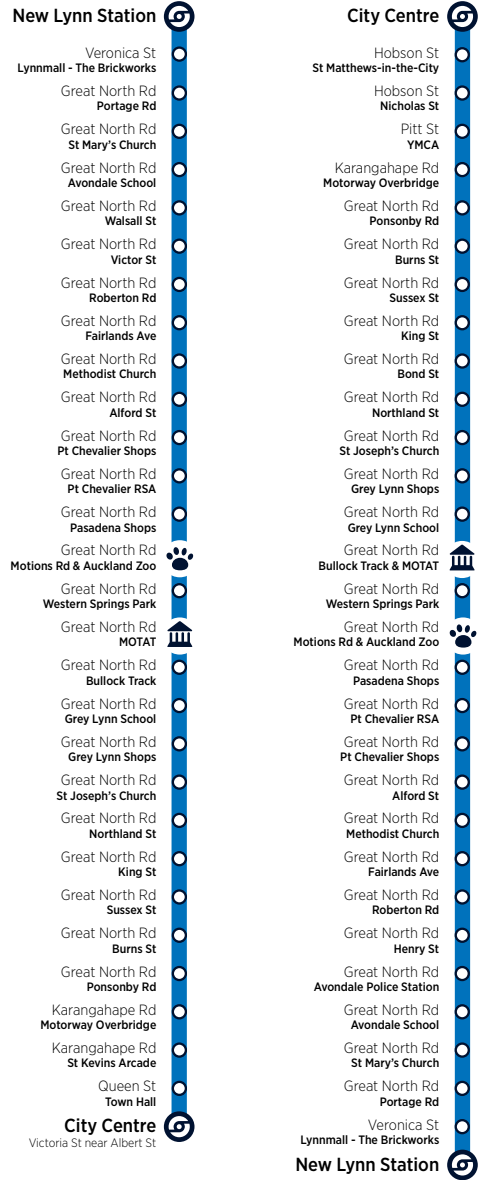 New Lynn Station
Veronica St
Lynnmall - The Brickworks
Great North Rd
Portage Rd
Great North Rd
St Mary's Church
Great North Rd
Avondale School
Great North Rd
Walsall St
Great North Rd
Victor St
Great North Rd
Roberton Rd
Great North Rd
Fairlands Ave
Great North Rd
Methodist Church
Great North Rd
Alford St
Great North Rd
Pt Chevalier Shops
Great North Rd
Pt Chevalier RSA
Great North Rd
Pasadena Shops
Great North Rd
Motions Rd & Auckland Zoo
Great North Rd
Western Springs Park
Great North Rd
MOTAT
Great North Rd
Bullock Track
Great North Rd
Grey Lynn School
Great North Rd
Grey Lynn Shops
Great North Rd
St Joseph's Church
Great North Rd
Northland St
Great North Rd
King St
Great North Rd
Sussex St
Great North Rd
Burns St
Great North Rd
Ponsonby Rd
Karangahape Rd
Motorway Overbridge
Karangahape Rd
St Kevins Arcade
Queen St
Town Hall
City Centre
Victoria St near Albert St
City Centre
Hobson St
St Matthews-in-the-City
Hobson St
Nicholas St
Pitt St
YMCA
Karangahape Rd
Motorway Overbridge
Great North Rd
Ponsonby Rd
Great North Rd
Burns St
Great North Rd
Sussex St
Great North Rd
King St
Great North Rd
Bond St
Great North Rd
Northland St
Great North Rd
St Joseph's Church
Great North Rd
Grey Lynn Shops
Great North Rd
Grey Lynn School
Great North Rd
Bullock Track & MOTAT
Great North Rd
Western Springs Park
Great North Rd
Motions Rd & Auckland Zoo
Great North Rd
Pasadena Shops
Great North Rd
Pt Chevalier RSA
Great North Rd
Pt Chevalier Shops
Great North Rd
Alford St
Great North Rd
Methodist Church
Great North Rd
Fairlands Ave
Great North Rd
Roberton Rd
Great North Rd
Henry St
Great North Rd
Avondale Police Station
Great North Rd
Avondale School
Great North Rd
St Mary's Church
Great North Rd
Portage Rd
Veronica St
Lynnmall - The Brickworks
New Lynn Station